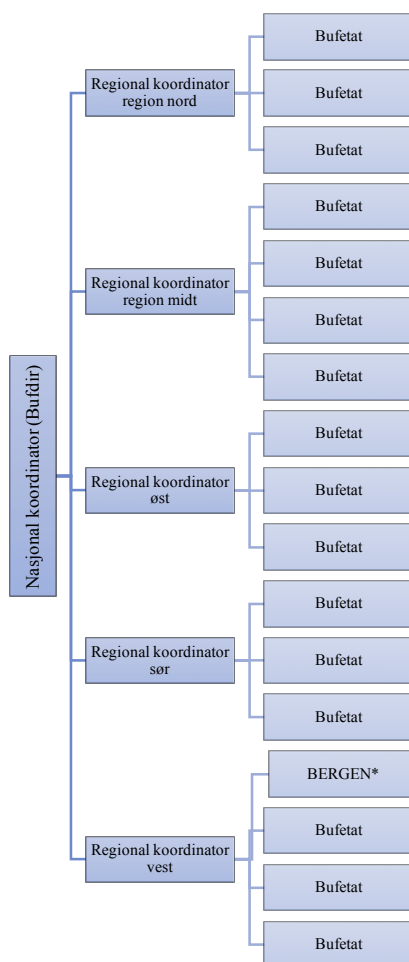 Nasjonal koordinator (Bufdir)
Regional koordinator
region nord
Bufetat
Bufetat
Bufetat
Regional koordinator
region midt
Bufetat
Bufetat
Bufetat
Bufetat
Regional koordinator
øst
Bufetat
Bufetat
Bufetat
Regional koordinator
sør
Bufetat
Bufetat
Bufetat
Regional koordinator
vest
BERGEN*
Bufetat
Bufetat
Bufetat